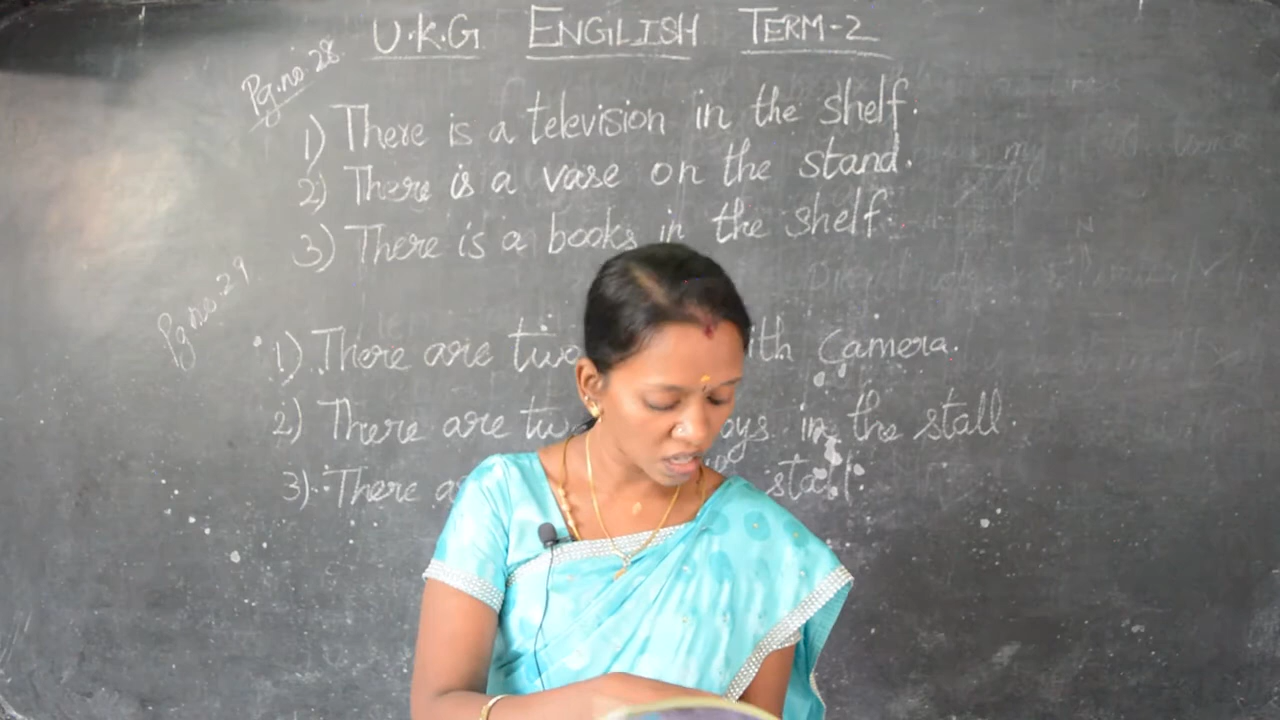 U.K.G ENGLISH TERM-2
Pg.no.28
1) There is a television in the shelf.
2) There is a vase on the stand.
3) There is a books in the shelf.
Pg no.29
1) There are two with camera.
2) There are in the stall.
3) There stall.